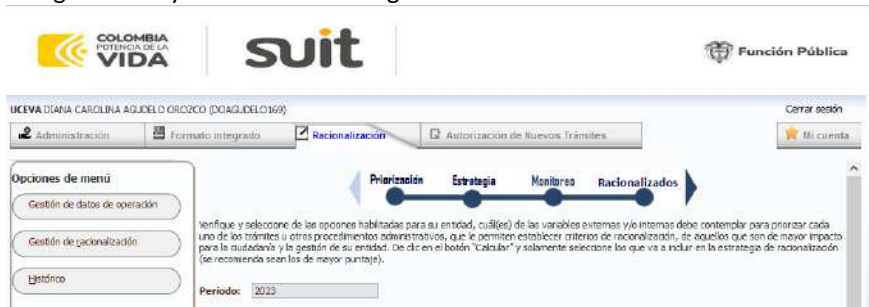 COLOMBIA
POTENCIA DE LA
VIDA
suit
Función Pública
UCEVA DIANA CAROLINA AGUDELO OROZCO (DOAGUDELO169)
Cerrar sesión
Administración
Formato integrado
Racionalización
Autorización de Nuevos Trámites
Mi cuenta
Opciones de menú
Gestión de datos de operación
Gestión de racionalización
Histórico
Priorización Estrategia Monitoreo Racionalizados
Verifique y seleccione de las opciones habilitadas para su entidad, cuál(es) de las variables externas y/o internas debe contemplar para priorizar cada
uno de los trámites u otros procedimientos administrativos, que le permiten establecer criterios de racionalización, de aquellos que son de mayor impacto
para la ciudadanía y la gestión de su entidad. De clic en el botón "Calcular" y solamente seleccione los que va a incluir en la estrategia de racionalización
(se recomienda sean los de mayor puntaje).
Periodo: 2023